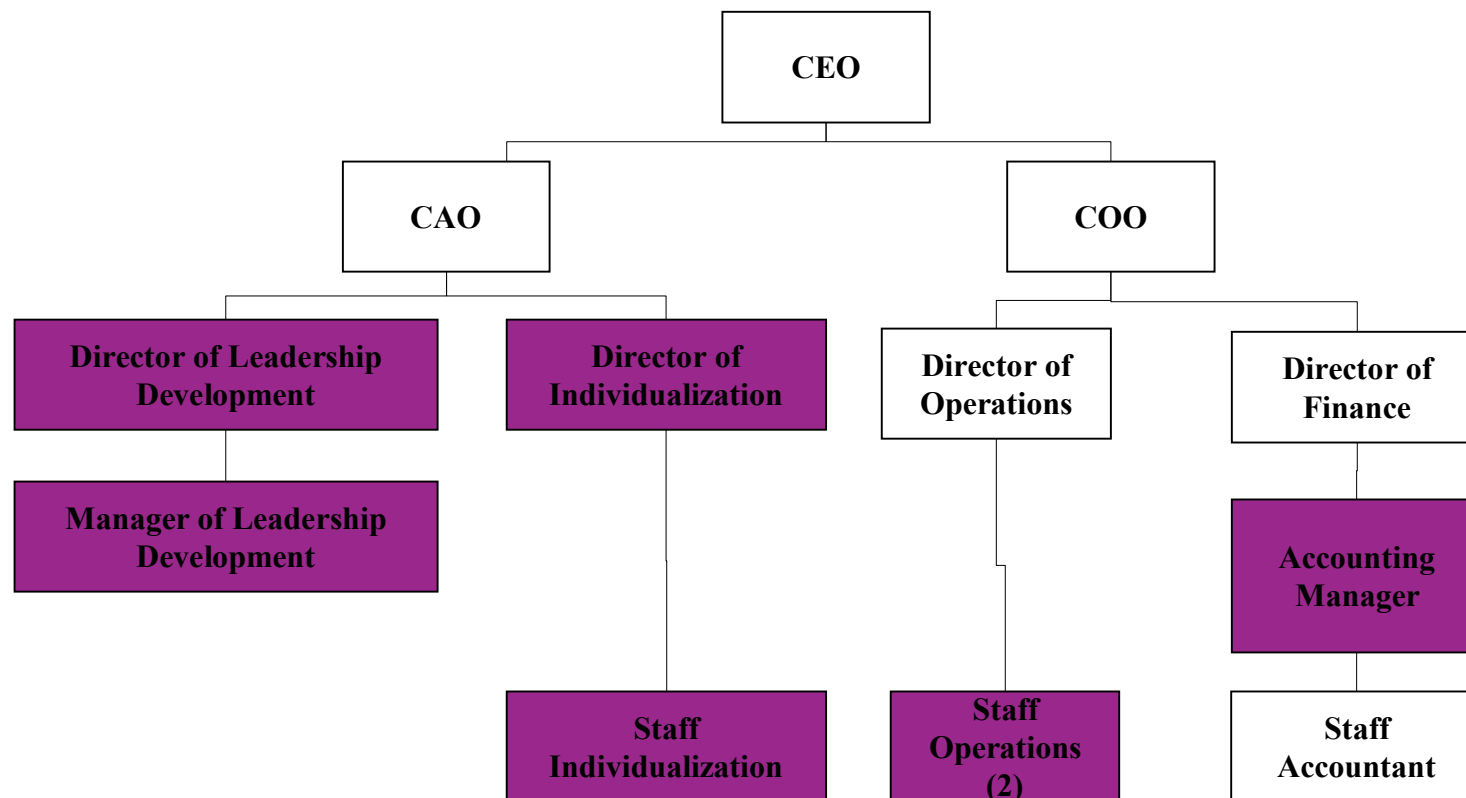 CEO
CAO
COO
Director of Leadership
Development
Director of
Individualization
Director of
Operations
Director of
Finance
Manager of Leadership
Development
Accounting
Manager
Staff
Individualization
Staff
Operations
(2)
Staff
Accountant